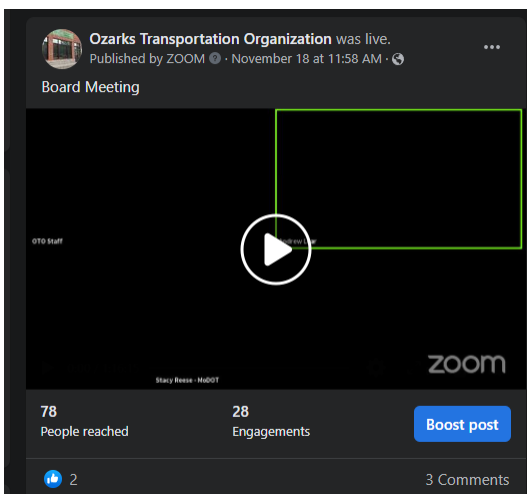 Ozarks Transportation Organization was live.
Published by ZOOM · November 18 at 11:58 AM ·
Board Meeting
OTO Staff
Andrew
Stacy Reese - MoDOT
zoom
78
People reached
28
Engagements
Boost post
2
3 Comments